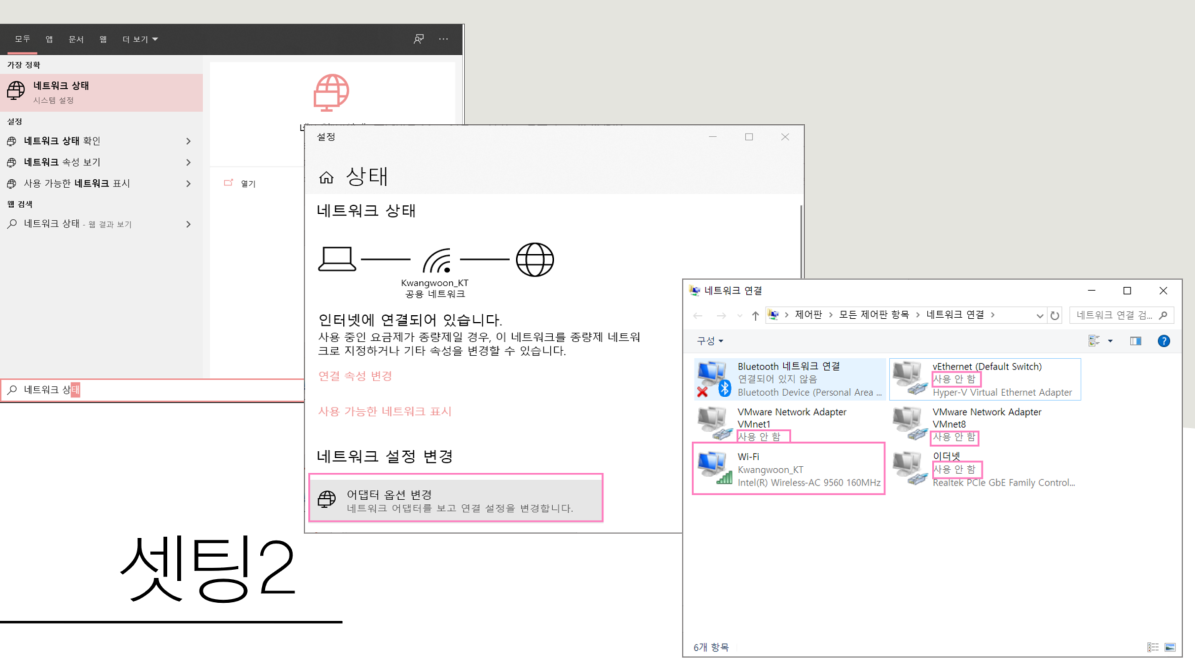 모두 앱 문서 웹 더 보기
가장 정확
네트워크 상태
시스템 설정
설정
네트워크 상태 확인
네트워크 속성 보기
사용 가능한 네트워크 표시
웹 검색
네트워크 상태 - 웹 결과 보기
열기
네트워크 상태
설정
상태
네트워크 상태
Kwangwoon_KT
공용 네트워크
인터넷에 연결되어 있습니다.
사용 중인 요금제가 종량제일 경우, 이 네트워크를 종량제 네트워
크로 지정하거나 기타 속성을 변경할 수 있습니다.
연결 속성 변경
사용 가능한 네트워크 표시
네트워크 설정 변경
어댑터 옵션 변경
네트워크 어댑터를 보고 연결 설정을 변경합니다.
네트워크 연결
제어판 > 모든 제어판 항목 > 네트워크 연결 >
네트워크 연결 검...
구성
Bluetooth 네트워크 연결
연결되어 있지 않음
Bluetooth Device (Personal Area ...
vEthernet (Default Switch)
사용 안 함
Hyper-V Virtual Ethernet Adapter
VMware Network Adapter
VMnet1
사용 안 함
VMware Network Adapter
VMnet8
사용 안 함
Wi-Fi
Kwangwoon_KT
Intel(R) Wireless-AC 9560 160MHz
이더넷
사용 안 함
Realtek PCIe GbE Family Control...
6개 항목
셋팅2